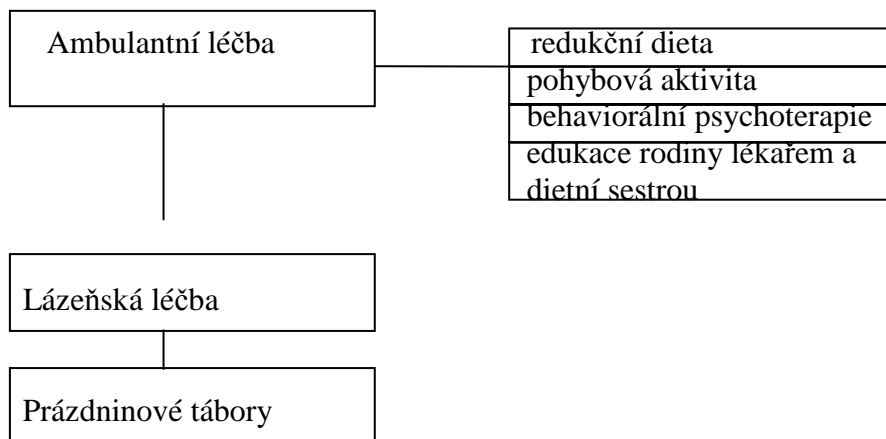 Ambulantní léčba
redukční dieta
pohybová aktivita
behaviorální psychoterapie
edukace rodiny lékařem a
dietní sestrou
Lázeňská léčba
Prázdninové tábory